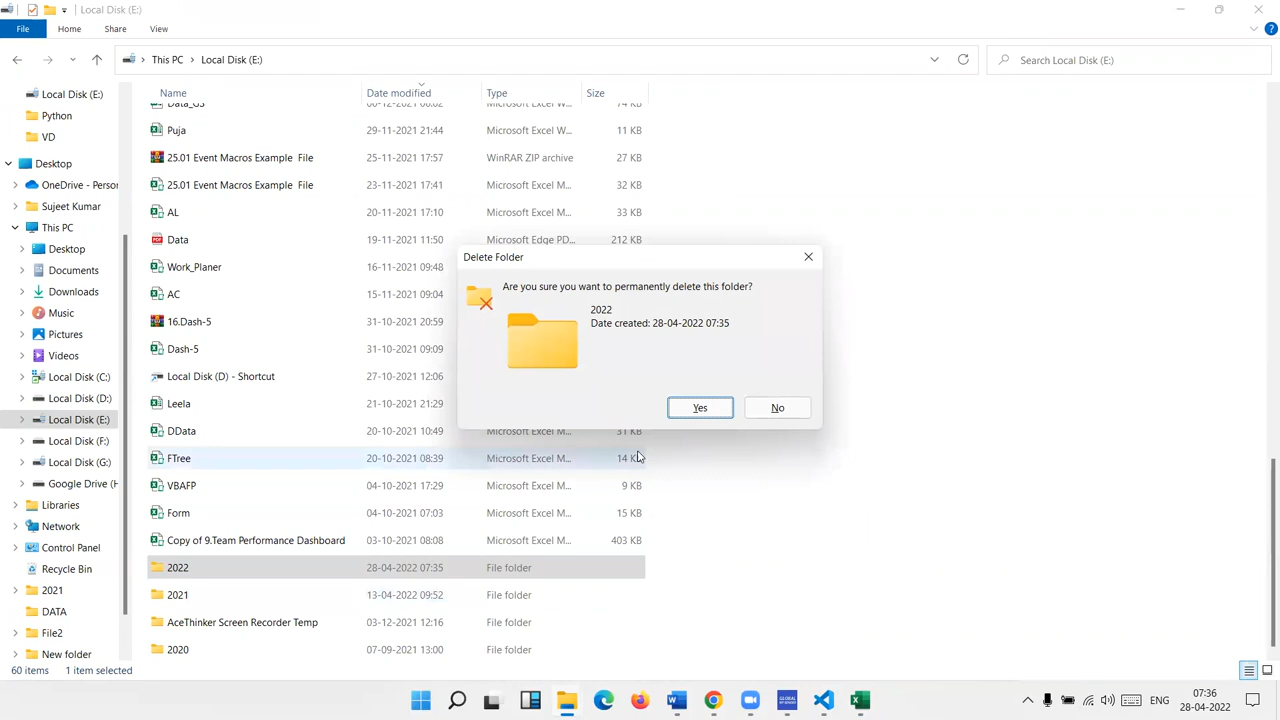 Local Disk (E:)
File
Home
Share
View
This PC
Local Disk (E:)
Search Local Disk (E:)
Local Disk (E:)
Python
VD
Desktop
OneDrive - Perso
Sujeet Kumar
This PC
Desktop
Documents
Downloads
Music
Pictures
Videos
Local Disk (C:)
Local Disk (D:)
Local Disk (E:)
Local Disk (F:)
Local Disk (G:)
Google Drive (H
Libraries
Network
Control Panel
Recycle Bin
2021
DATA
File2
New folder
Name Date modified Type Size
Puja 29-11-2021 21:44 Microsoft Excel W... 11 KB
25.01 Event Macros Example File 25-11-2021 17:57 WinRAR ZIP archive 27 KB
25.01 Event Macros Example File 23-11-2021 17:41 Microsoft Excel M... 32 KB
AL 20-11-2021 17:10 Microsoft Excel M... 33 KB
Data 19-11-2021 11:50 Microsoft Edge PD... 212 KB
Work_Planer 16-11-2021 09:48
AC 15-11-2021 09:04
16.Dash-5 31-10-2021 20:59
Dash-5 31-10-2021 09:09
Local Disk (D) - Shortcut 27-10-2021 12:06
Leela 21-10-2021 21:29
DData 20-10-2021 10:49 Microsoft Excel M... 31 KB
FTree 20-10-2021 08:39 Microsoft Excel M... 14 KB
VBAFP 04-10-2021 17:29 Microsoft Excel M... 9 KB
Form 04-10-2021 07:03 Microsoft Excel M... 15 KB
Copy of 9.Team Performance Dashboard 03-10-2021 08:08 Microsoft Excel M... 403 KB
2022 28-04-2022 07:35 File folder
2021 13-04-2022 09:52 File folder
AceThinker Screen Recorder Temp 03-12-2021 12:16 File folder
2020 07-09-2021 13:00 File folder
Delete Folder
Are you sure you want to permanently delete this folder?
2022
Date created: 28-04-2022 07:35
Yes
No
60 items 1 item selected
ENG
07:36
28-04-2022